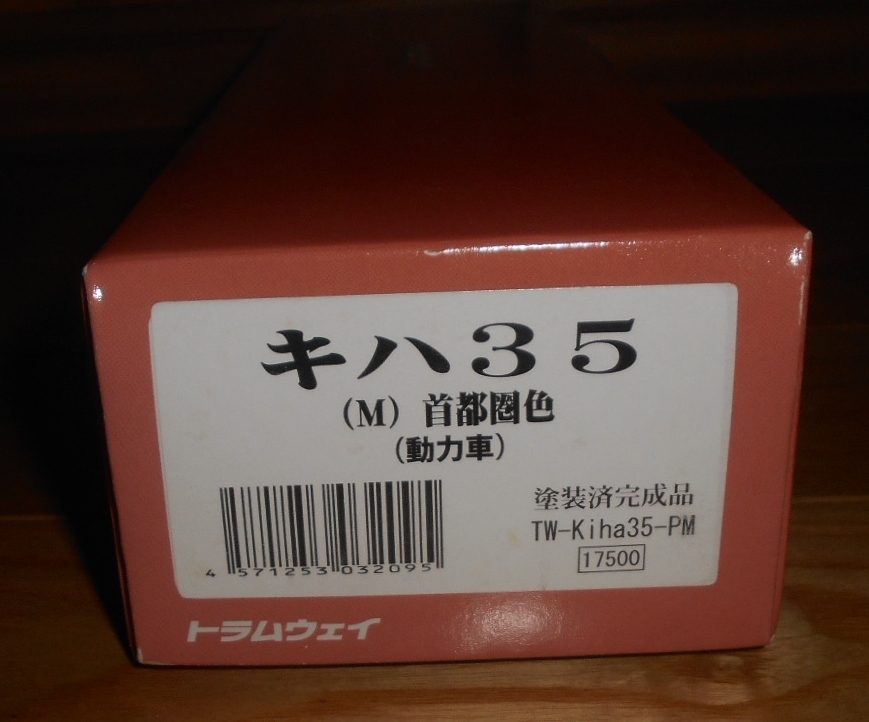 キハ３５
（M）首都圏色
（動力車）
塗装済完成品
TW-Kiha35-PM
17500
4 571253 032095
トラムウェイ